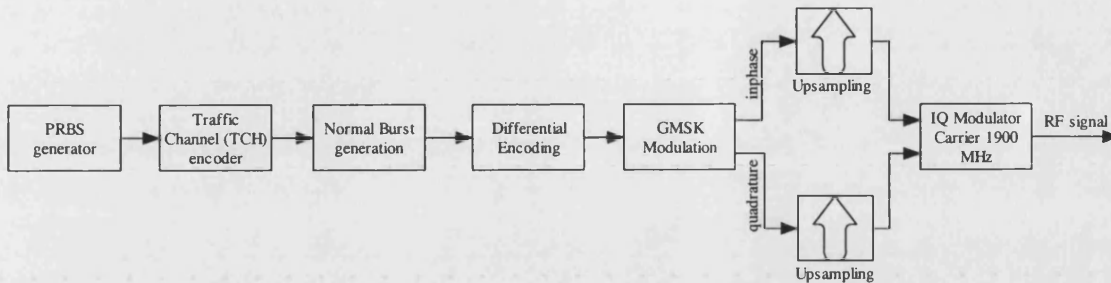 PRBS
generator
Traffic
Channel (TCH)
encoder
Normal Burst
generation
Differential
Encoding
GMSK
Modulation
inphase
quadrature
Upsampling
Upsampling
IQ Modulator
Carrier 1900
MHz
RF signal